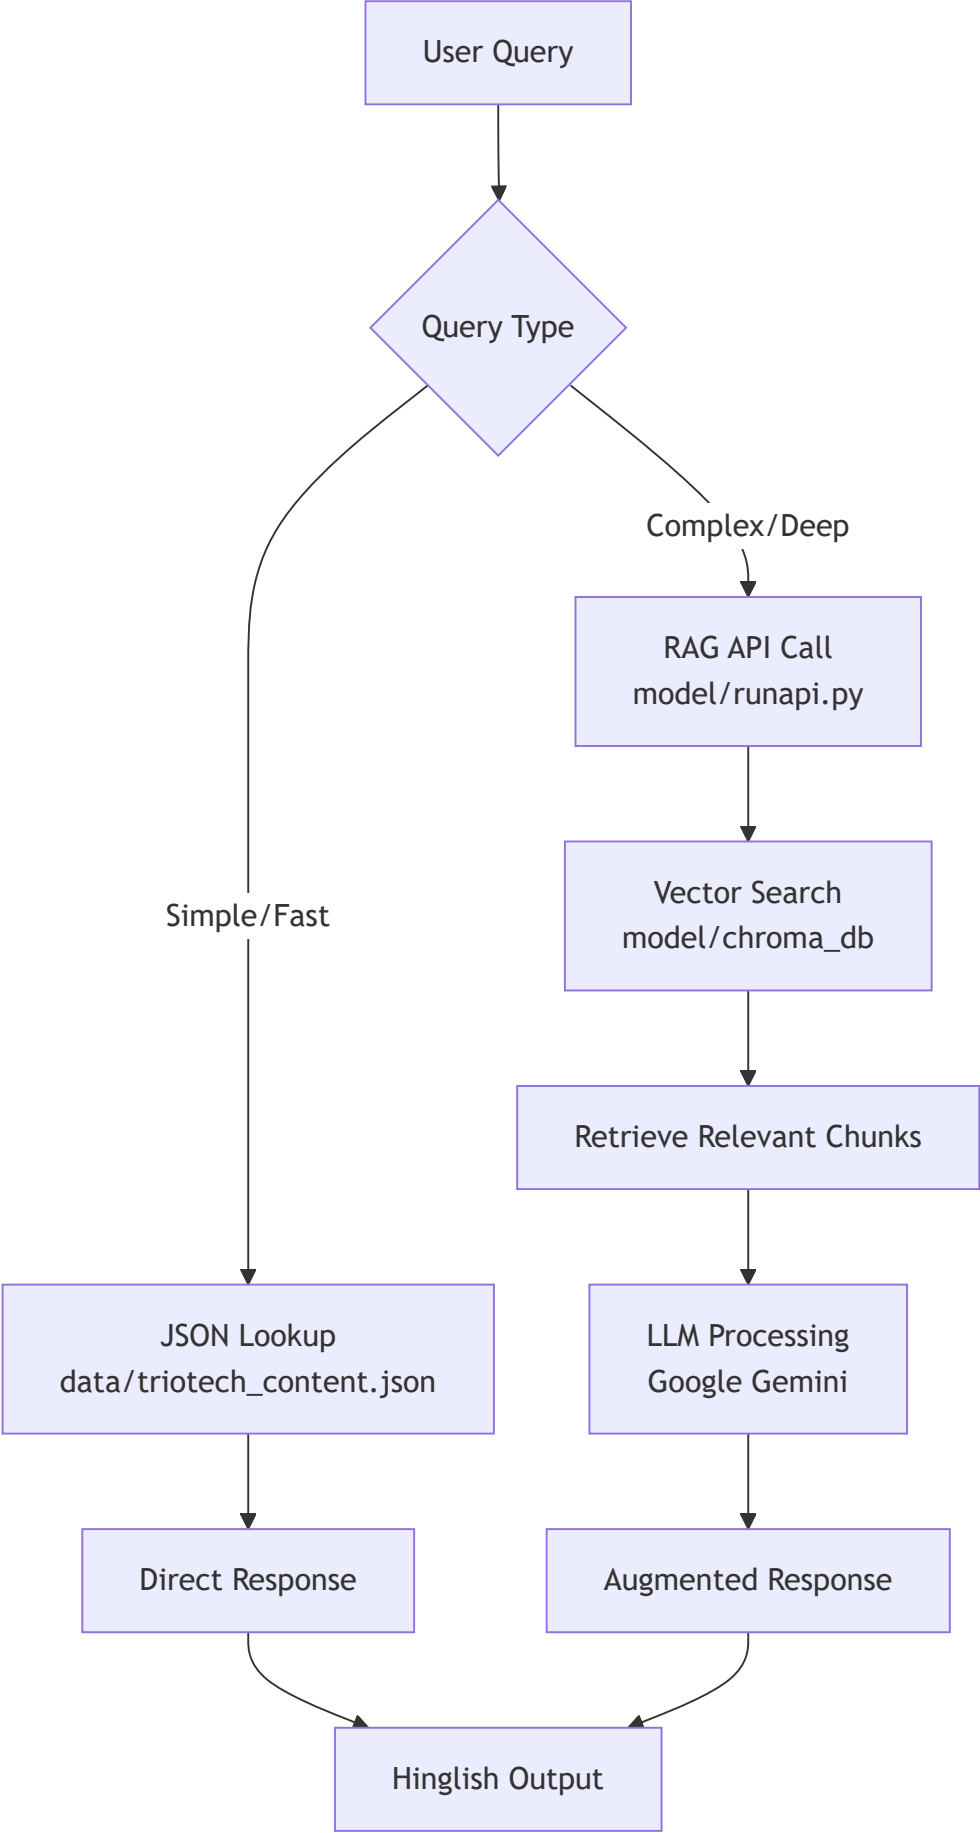 User Query
Query Type
Complex/Deep
RAG API Call
model/runapi.py
Vector Search
model/chroma_db
Simple/Fast
Retrieve Relevant Chunks
JSON Lookup
data/triotech_content.json
LLM Processing
Google Gemini
Direct Response
Augmented Response
Hinglish Output